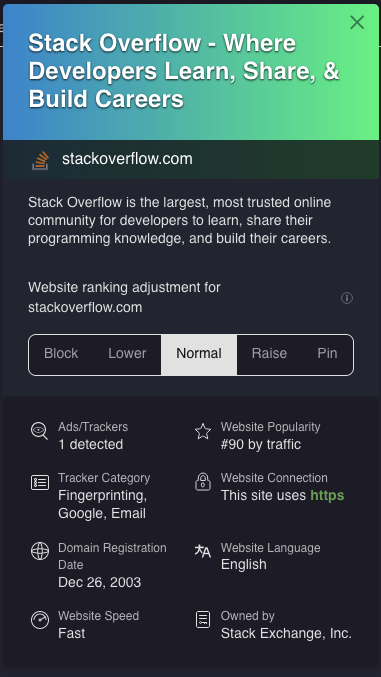 Stack Overflow - Where
Developers Learn, Share, &
Build Careers
stackoverflow.com
Stack Overflow is the largest, most trusted online
community for developers to learn, share their
programming knowledge, and build their careers.
Website ranking adjustment for
stackoverflow.com
Block Lower Normal Raise Pin
Ads/Trackers
1 detected
Website Popularity
#90 by traffic
Tracker Category
Fingerprinting,
Google, Email
Website Connection
This site uses https
Domain Registration
Date
Dec 26, 2003
Website Language
English
Website Speed
Fast
Owned by
Stack Exchange, Inc.